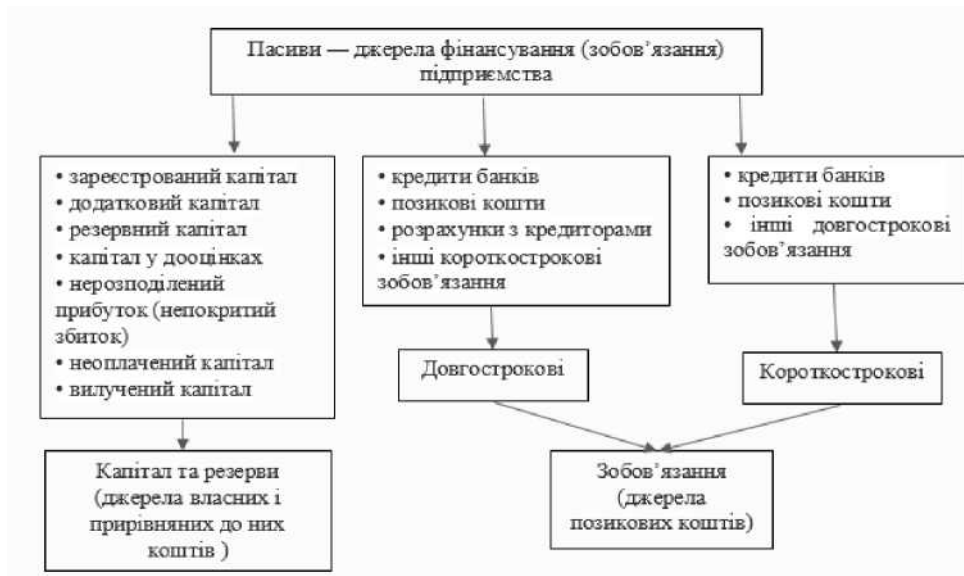 Пасиви — джерела фінансування (зобов’язання)
підприємства
• зареєстрований капітал
• додатковий капітал
• резервний капітал
• капітал у дооцінках
• нерозподілений
прибуток (непокритий
збиток)
• неоплачений капітал
• вилучений капітал
• кредити банків
• позикові кошти
• розрахунки з кредиторами
• інші короткострокові
зобов’язання
• кредити банків
• позикові кошти
• інші довгострокові
зобов’язання
Довгострокові
Короткострокові
Капітал та резерви
(джерела власних і
прирівняних до них
коштів )
Зобов’язання
(джерела
позикових коштів)